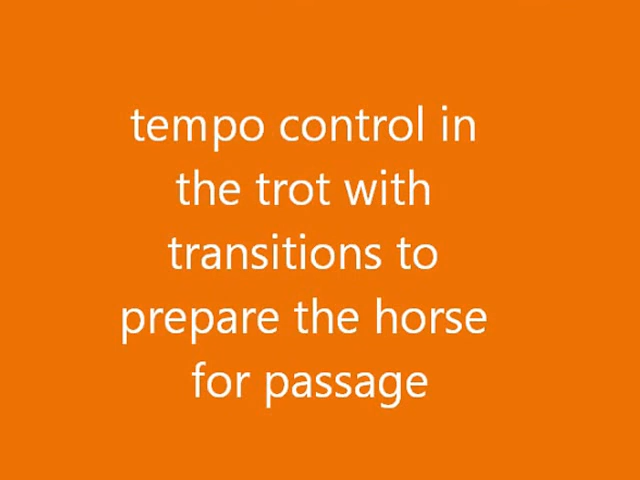 tempo control in
the trot with
transitions to
prepare the horse
for passage